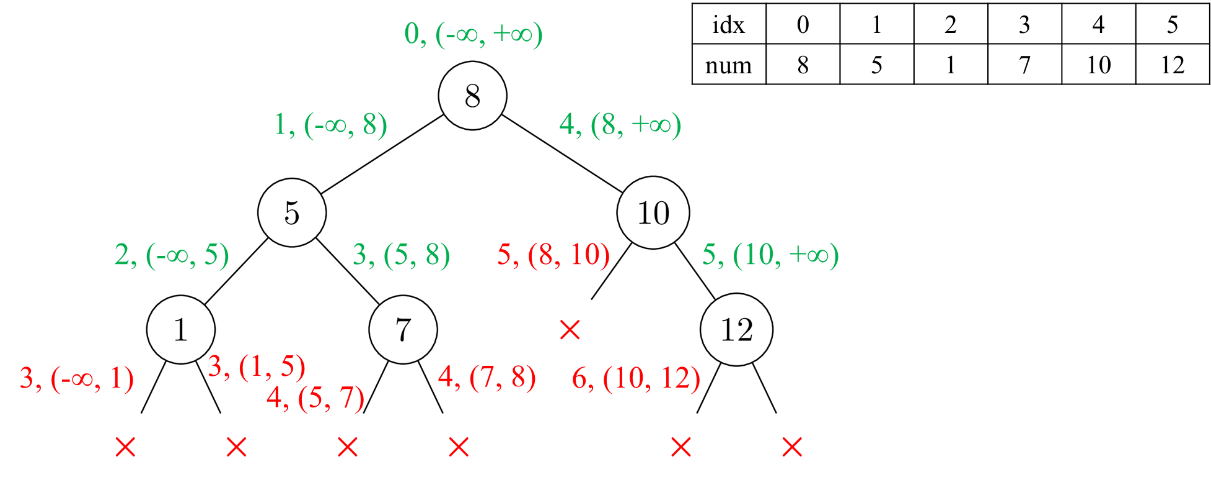 0, (-∞, +∞)
idx 0 1 2 3 4 5
num 8 5 1 7 10 12
8
1, (-∞, 8) 4, (8, +∞)
5 10
2, (-∞, 5) 3, (5, 8) 5, (8, 10) 5, (10, +∞)
1 7 × 12
3, (-∞, 1) 3, (1, 5) 4, (5, 7) 4, (7, 8) 6, (10, 12)
× × × × × ×